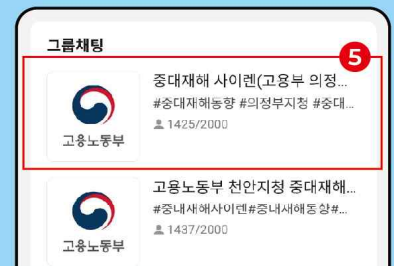 그룹채팅
5
중대재해 사이렌(고용부 의정...
#중대재해동향 #의정부지청 #중대...
1425/2000
고용노동부
고용노동부 천안지청 중대재해...
#중대재해사이렌#중대재해동향#...
1437/2000
고용노동부